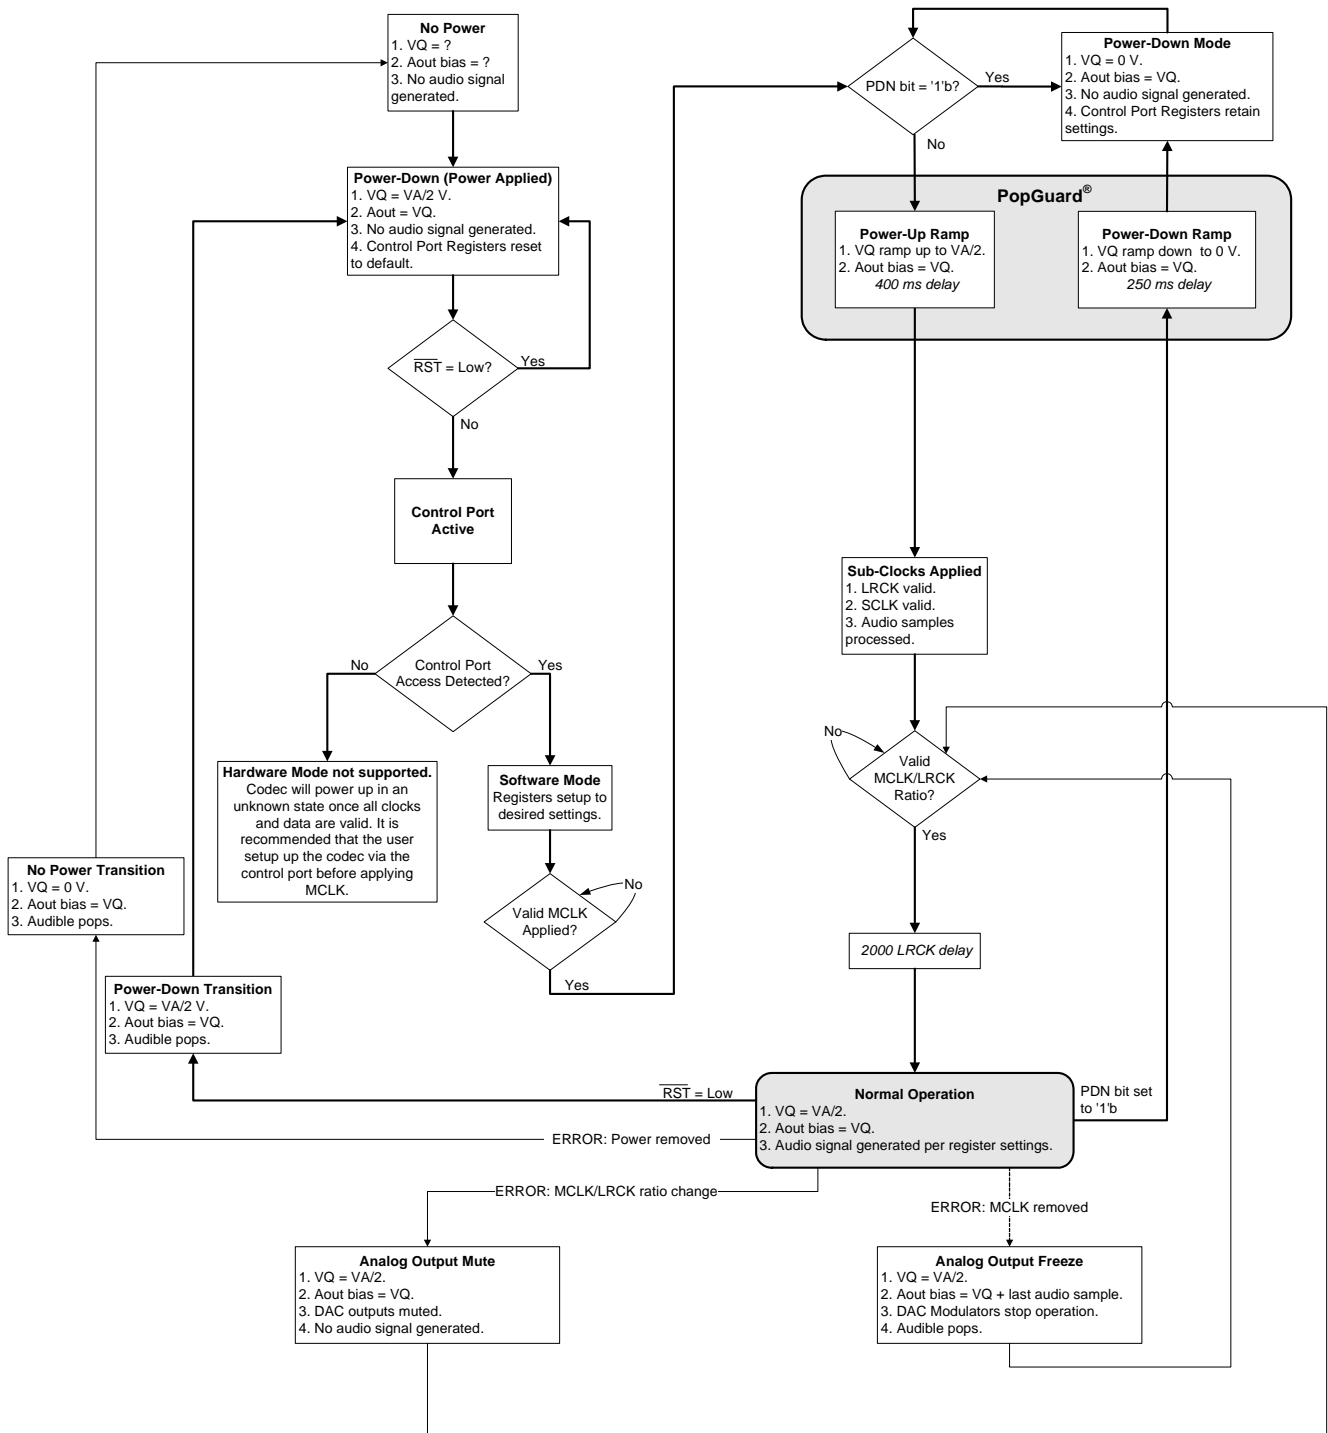 No Power
1. VQ = ?
2. Aout bias = ?
3. No audio signal
generated.
Power-Down (Power Applied)
1. VQ = VA/2 V.
2. Aout = VQ.
3. No audio signal generated.
4. Control Port Registers reset
to default.
RST = Low?
Yes
No
Control Port
Active
Control Port
Access Detected?
No
Yes
Hardware Mode not supported.
Codec will power up in an
unknown state once all clocks
and data are valid. It is
recommended that the user
setup up the codec via the
control port before applying
MCLK.
Software Mode
Registers setup to
desired settings.
Valid MCLK
Applied?
No
Yes
No Power Transition
1. VQ = 0 V.
2. Aout bias = VQ.
3. Audible pops.
Power-Down Transition
1. VQ = VA/2 V.
2. Aout bias = VQ.
3. Audible pops.
PDN bit = '1'b?
Yes
No
Power-Down Mode
1. VQ = 0 V.
2. Aout bias = VQ.
3. No audio signal generated.
4. Control Port Registers retain
settings.
PopGuard®
Power-Up Ramp
1. VQ ramp up to VA/2.
2. Aout bias = VQ.
400 ms delay
Power-Down Ramp
1. VQ ramp down to 0 V.
2. Aout bias = VQ.
250 ms delay
Sub-Clocks Applied
1. LRCK valid.
2. SCLK valid.
3. Audio samples
processed.
No
Valid
MCLK/LRCK
Ratio?
Yes
2000 LRCK delay
Normal Operation
1. VQ = VA/2.
2. Aout bias = VQ.
3. Audio signal generated per register settings.
RST = Low
PDN bit set
to '1'b
ERROR: Power removed
ERROR: MCLK/LRCK ratio change
ERROR: MCLK removed
Analog Output Mute
1. VQ = VA/2.
2. Aout bias = VQ.
3. DAC outputs muted.
4. No audio signal generated.
Analog Output Freeze
1. VQ = VA/2.
2. Aout bias = VQ + last audio sample.
3. DAC Modulators stop operation.
4. Audible pops.